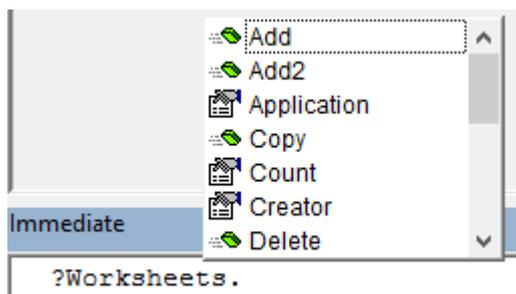 Add
Add2
Application
Copy
Count
Creator
Delete
Immediate
?Worksheets.